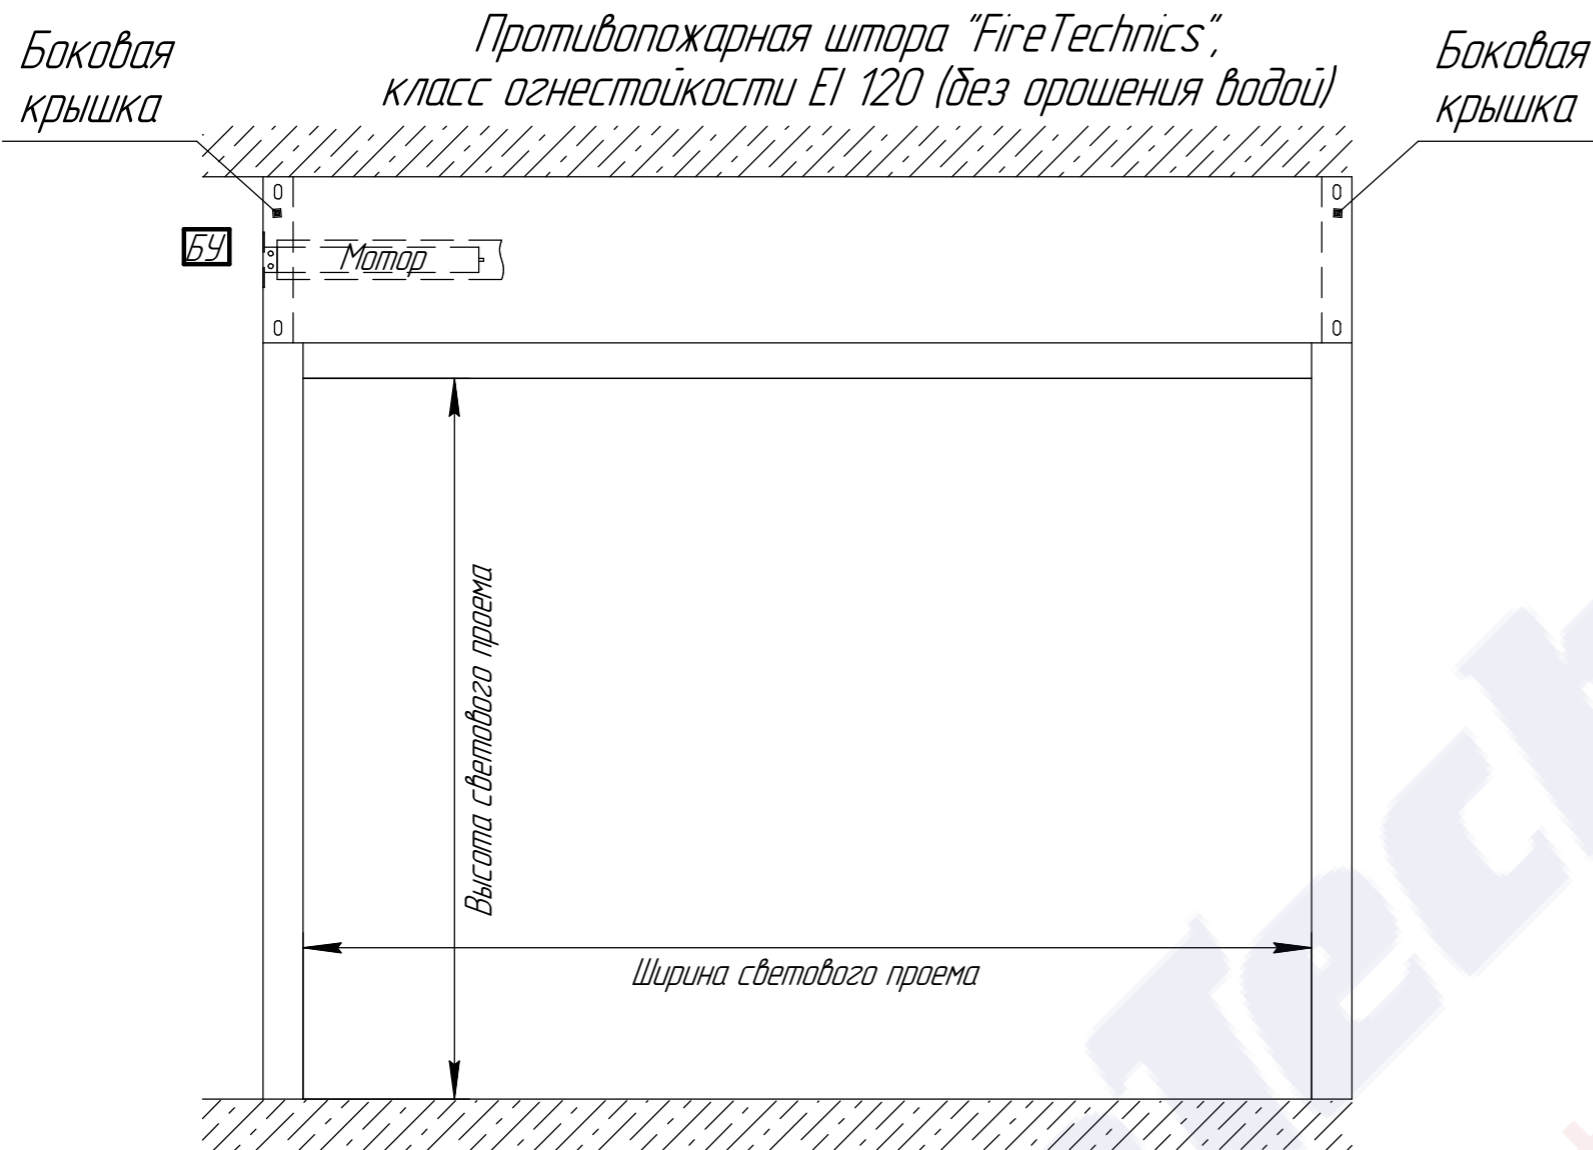 Противопожарная штора "FireTechnics",
класс огнестойкости EI 120 (без орошения водой)
Боковая
крышка
Боковая
крышка
БУ
Мотор
Высота светового проема
Ширина светового проема
Tech